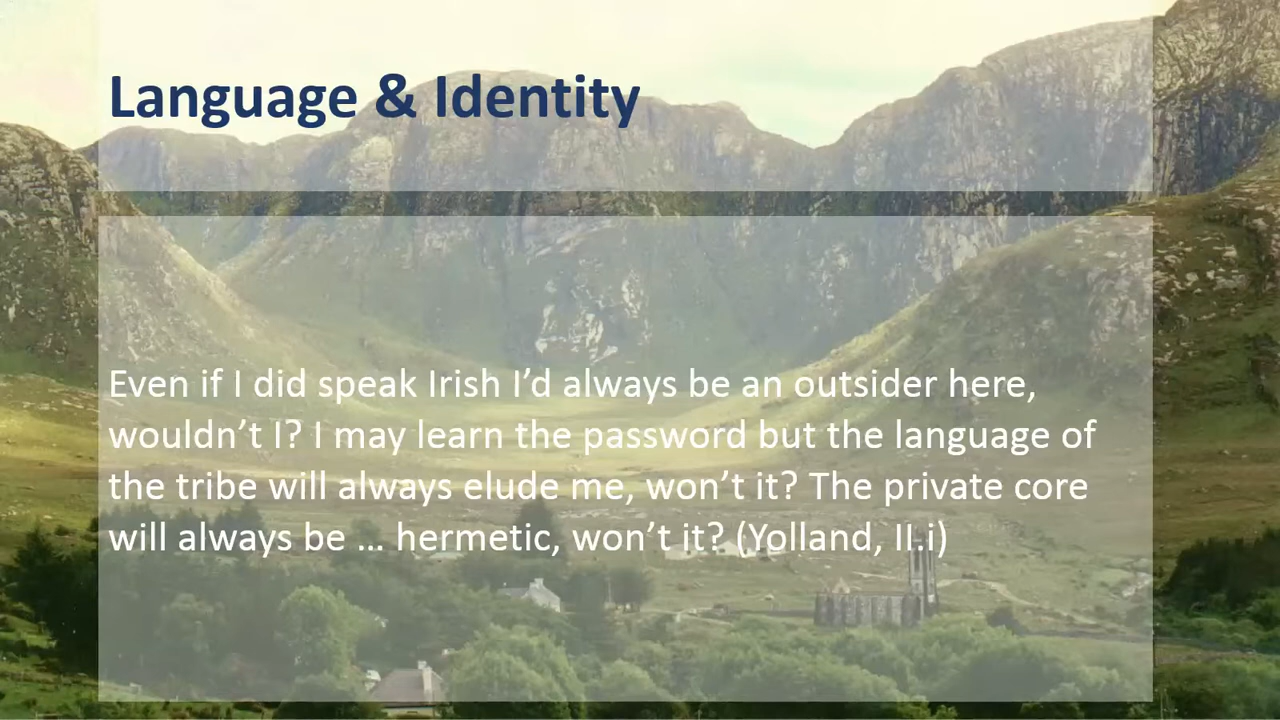 Language & Identity
Even if I did speak Irish I’d always be an outsider here,
wouldn’t I? I may learn the password but the language of
the tribe will always elude me, won’t it? The private core
will always be … hermetic, won’t it? (Yolland, II.i)